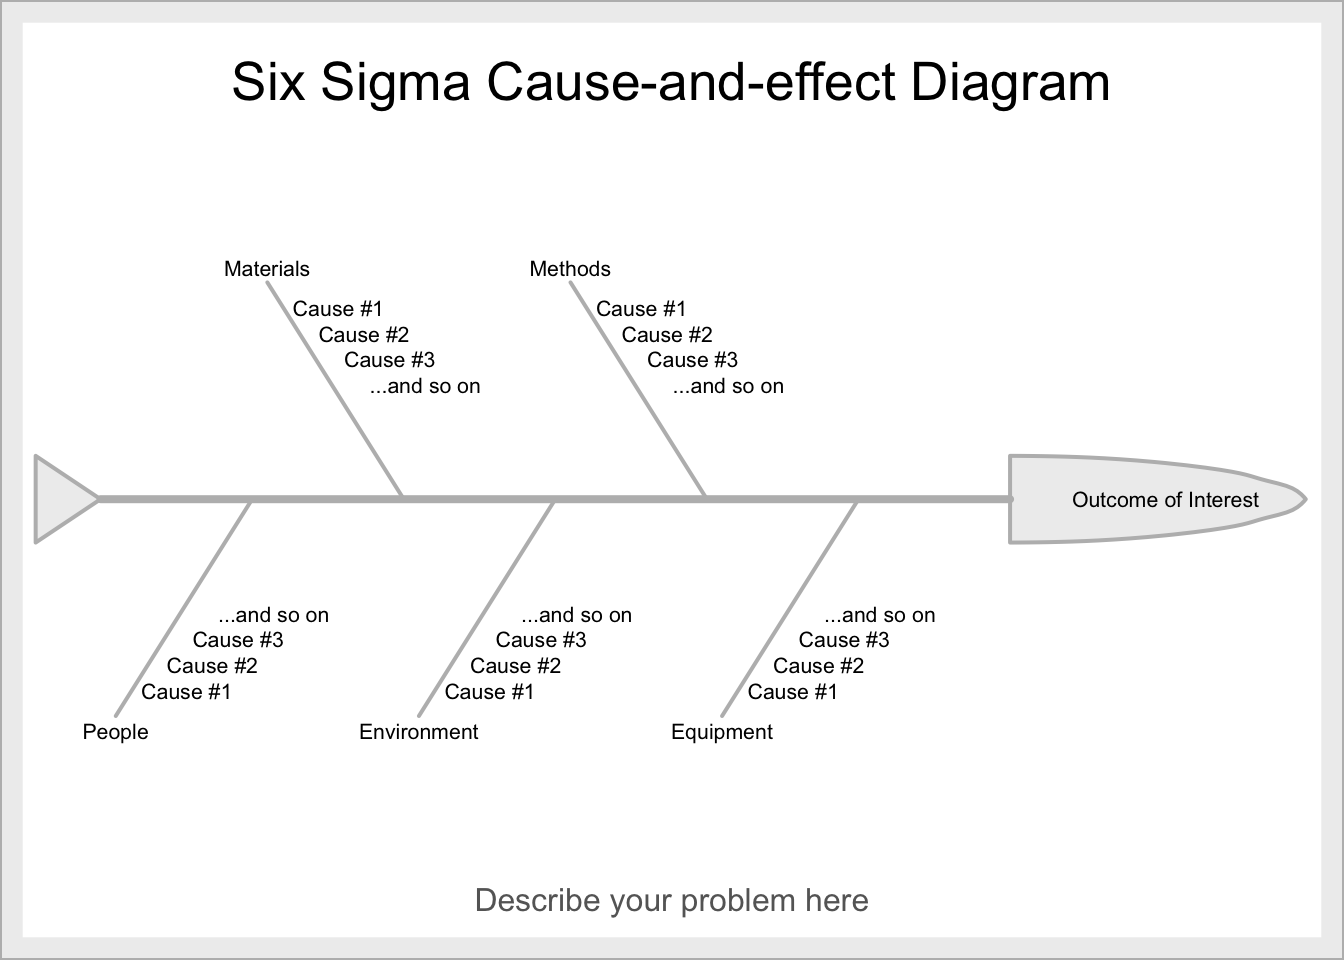 Six Sigma Cause-and-effect Diagram
Materials
Cause #1
Cause #2
Cause #3
...and so on
Methods
Cause #1
Cause #2
Cause #3
...and so on
Outcome of Interest
...and so on
Cause #3
Cause #2
Cause #1
People
...and so on
Cause #3
Cause #2
Cause #1
Environment
...and so on
Cause #3
Cause #2
Cause #1
Equipment
Describe your problem here